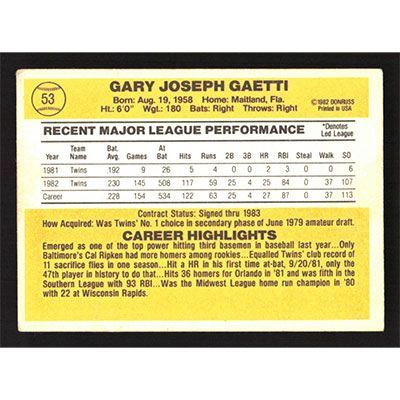 53
GARY JOSEPH GAETTI
Born: Aug. 19, 1958 Home: Maitland, Fla.
Ht.: 6'0" Wgt.: 180 Bats: Right Throws: Right
©1982 DONRUSS
PRINTED IN USA
RECENT MAJOR LEAGUE PERFORMANCE
*Denotes
Led League
Year Team Name Bat. Avg. Games At Bat Hits Runs 2B 3B HR RBI Steal Walk SO
1981 Twins .192 9 26 5 4 0 0 2 3 0 0 6
1982 Twins .230 145 508 117 59 25 4 25 84 0 37 107
Career .228 154 534 122 63 25 4 27 87 0 37 113
Contract Status: Signed thru 1983
How Acquired: Was Twins' No. 1 choice in secondary phase of June 1979 amateur draft.
CAREER HIGHLIGHTS
Emerged as one of the top power hitting third basemen in baseball last year...Only
Baltimore's Cal Ripken had more homers among rookies...Equalled Twins' club record of
11 sacrifice flies in one season...Hit a HR in his first time at-bat, 9/20/81, only the
47th player in history to do that...Hits 36 homers for Orlando in '81 and was fifth in the
Southern League with 93 RBI...Was the Midwest League home run champion in '80
with 22 at Wisconsin Rapids.